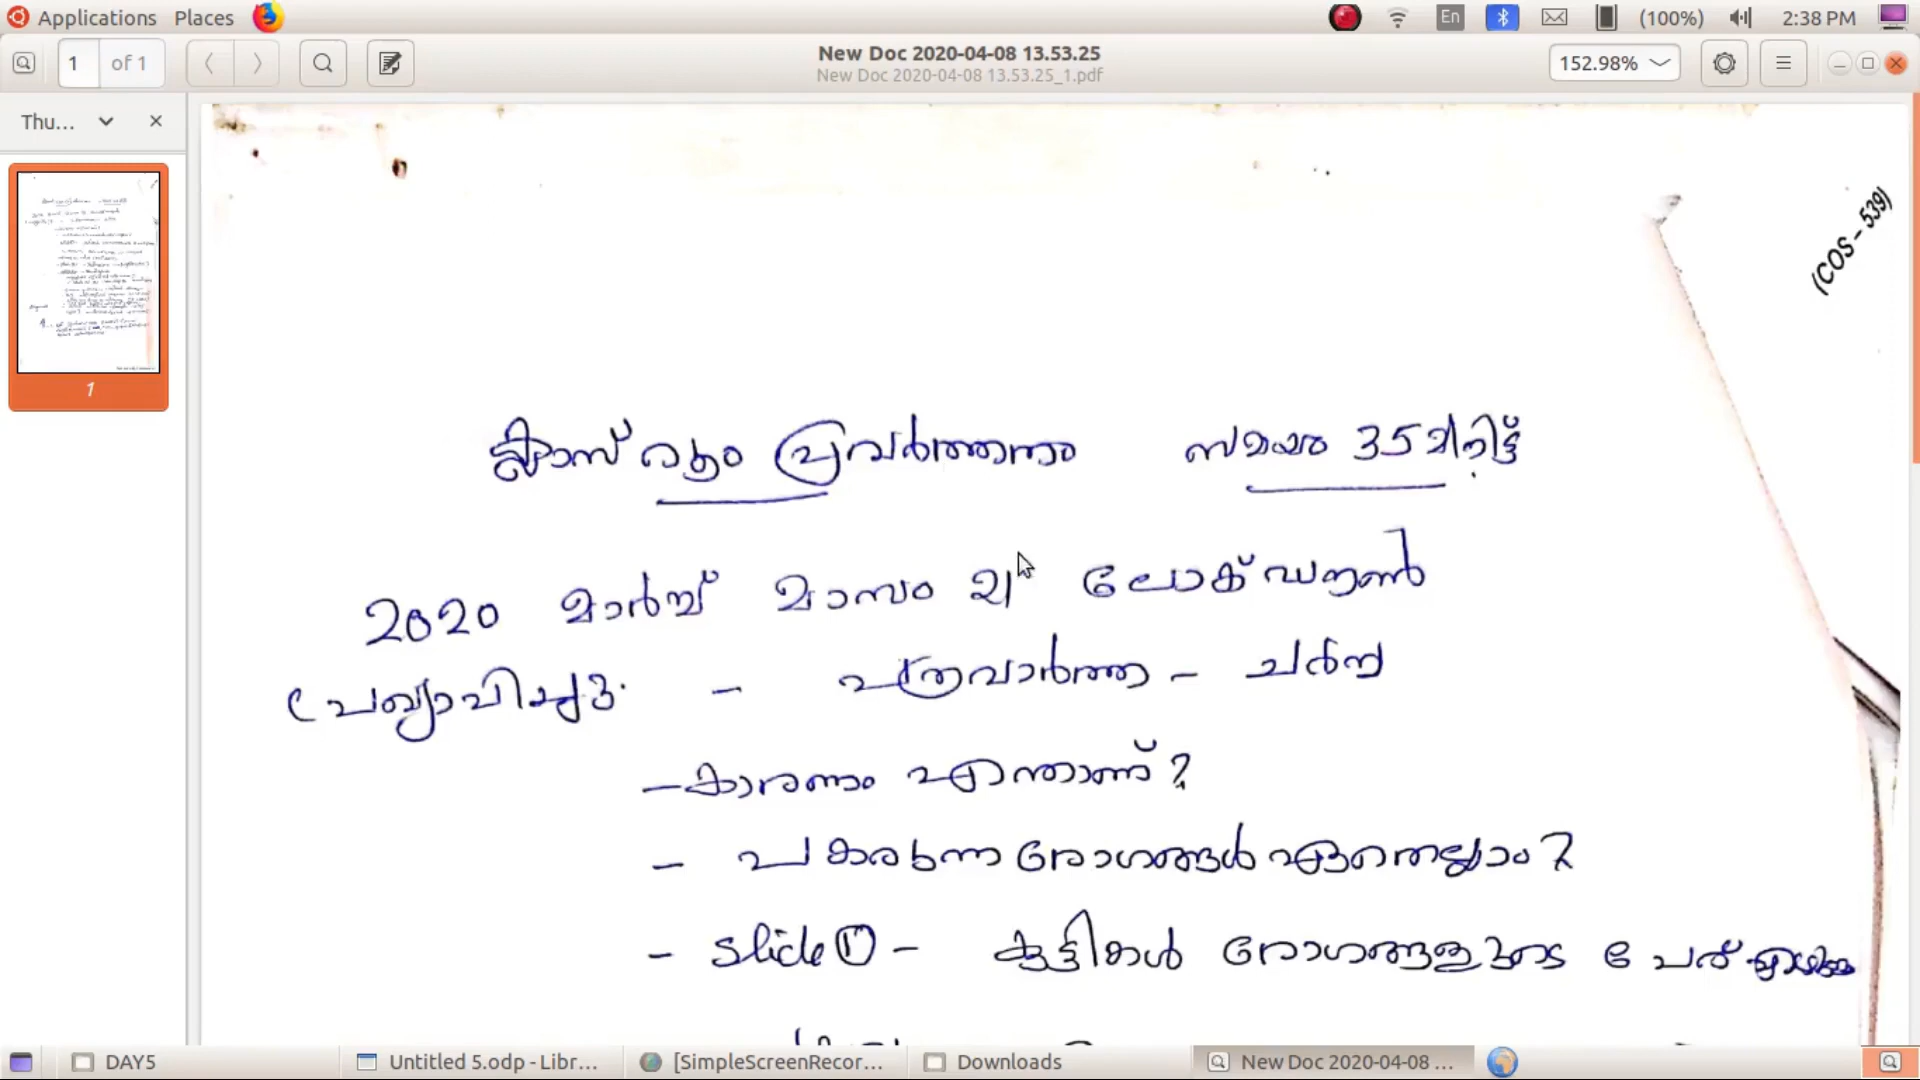 Applications Places En (100%) 2:38 PM
1 of 1 New Doc 2020-04-08 13.53.25 152.98%
New Doc 2020-04-08 13.53.25_1.pdf
Thu...
1
(COS-539)
ക്ലാസ് റൂം പ്രവർത്തനം സമയം 35 മിനിട്ട്
2020 മാർച്ച് മാസം 21 ലോക്ഡൗൺ
പ്രഖ്യാപിച്ചു. - പത്രവാർത്ത - ചർച്ച
- കാരണം എന്താണ്?
- പകരുന്ന രോഗങ്ങൾ ഏതെല്ലാം?
- Slide ① - കുട്ടികൾ രോഗങ്ങളുടെ പേര്
DAY5 Untitled 5.odp - Libr... [SimpleScreenRecor... Downloads New Doc 2020-04-08 ...